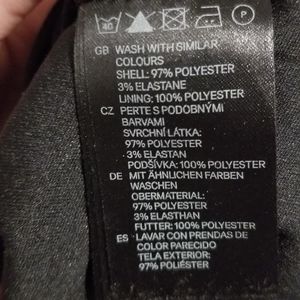 40 P
GB WASH WITH SIMILAR
COLOURS
SHELL: 97% POLYESTER
3% ELASTANE
LINING: 100% POLYESTER
CZ PERTE S PODOBNÝMI
BARVAMI
SVRCHNÍ LÁTKA:
97% POLYESTER
3% ELASTAN
PODŠÍVKA: 100% POLYESTER
DE MIT ÄHNLICHEN FARBEN
WASCHEN
OBERMATERIAL:
97% POLYESTER
3% ELASTHAN
FUTTER: 100% POLYESTER
ES LAVAR CON PRENDAS DE
COLOR PARECIDO
TELA EXTERIOR:
97% POLIÉSTER